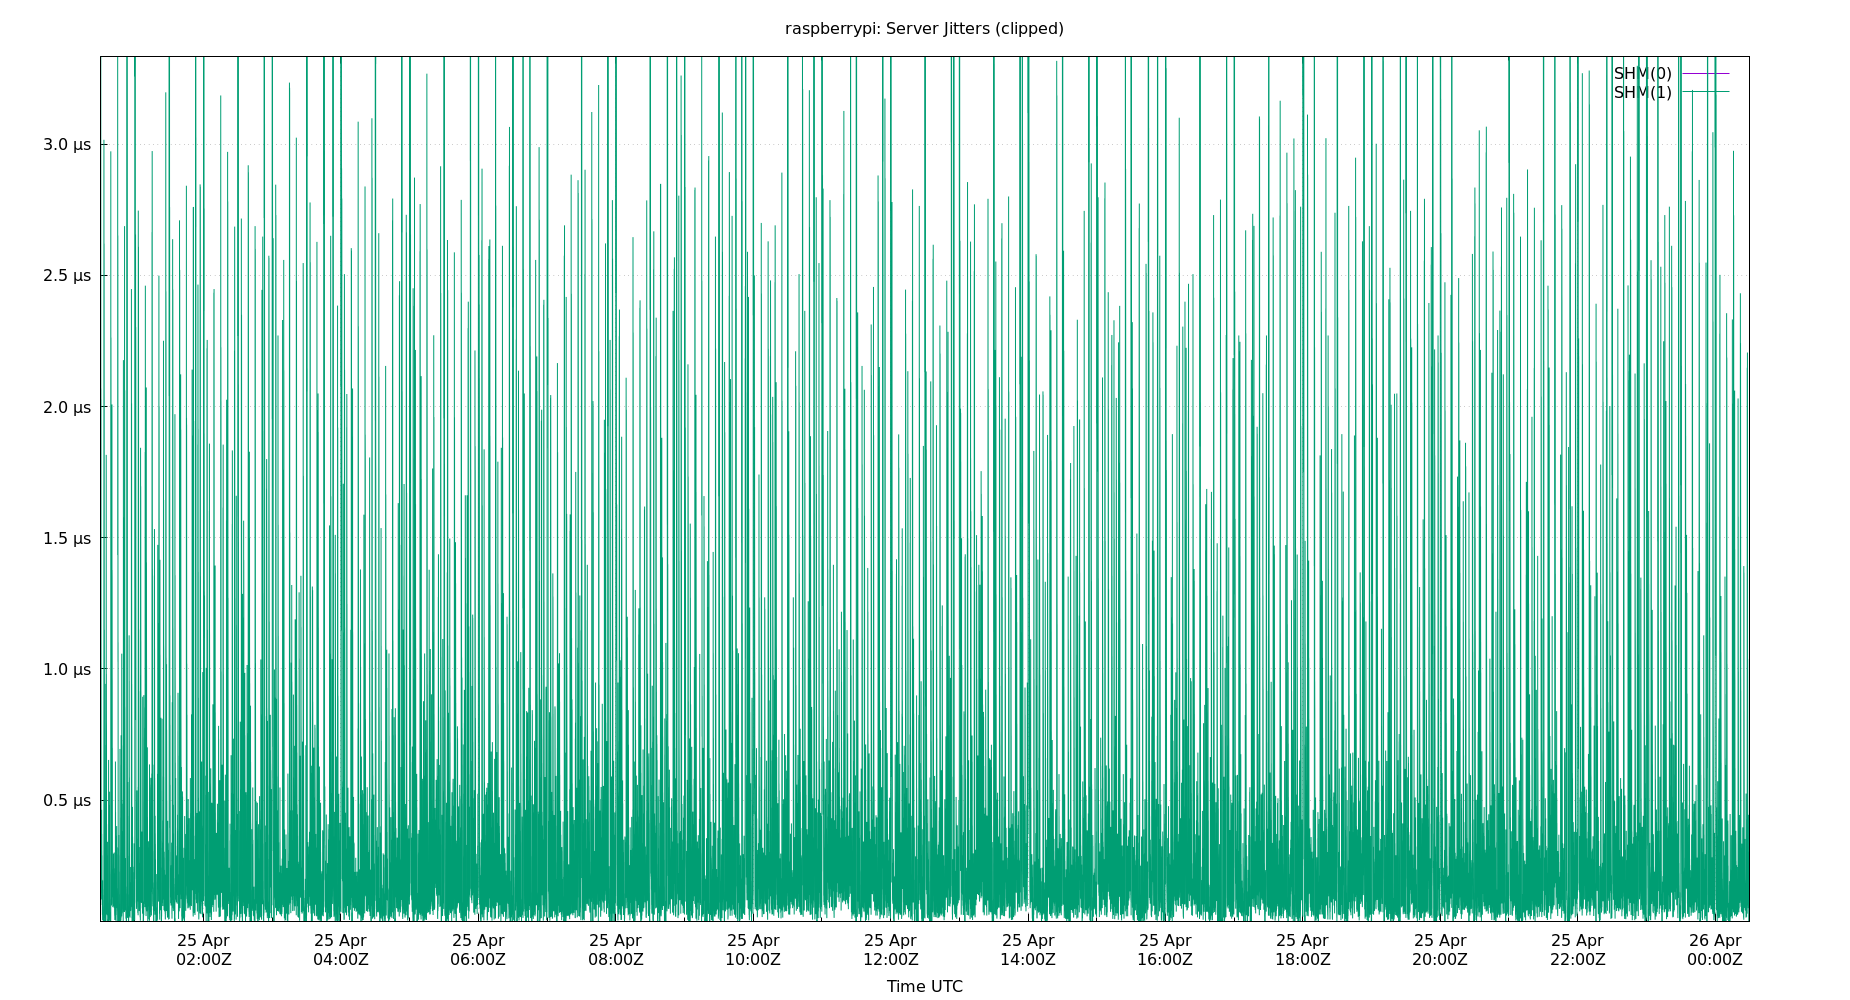 raspberrypi: Server Jitters (clipped)
SHM(0)
SHM(1)
3.0 µs
2.5 µs
2.0 µs
1.5 µs
1.0 µs
0.5 µs
25 Apr 25 Apr 25 Apr 25 Apr 25 Apr 25 Apr 25 Apr 25 Apr 25 Apr 25 Apr 25 Apr 26 Apr
02:00Z 04:00Z 06:00Z 08:00Z 10:00Z 12:00Z 14:00Z 16:00Z 18:00Z 20:00Z 22:00Z 00:00Z
Time UTC